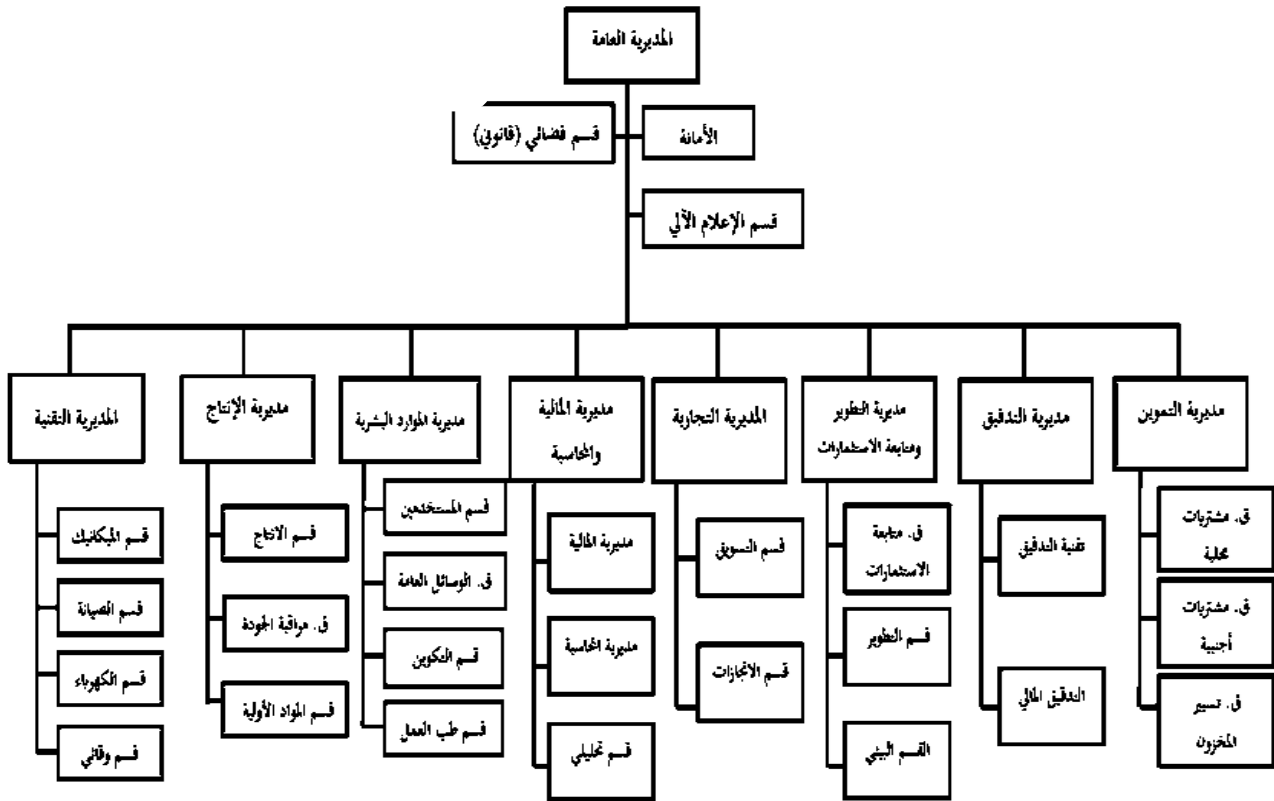 المديرية العامة
الأمانة
قسم قضائي (قانوني)
قسم الإعلام الآلي
مديرية التموين
مديرية التدقيق
مديرية التطوير
ومتابعة الاستثمارات
المديرية التجارية
مديرية المالية
والمحاسبة
مديرية الموارد البشرية
مديرية الإنتاج
المديرية التقنية
ق. مشتريات
محلية
ق. مشتريات
أجنبية
ق. تسيير
المخزون
تقنية التدقيق
التدقيق المالي
ق. متابعة
الاستثمارات
قسم التطوير
القسم البيئي
قسم التسويق
قسم الانجازات
مديرية المالية
مديرية المحاسبة
قسم تحليلي
قسم المستخدمين
ق. الوسائل العامة
قسم التكوين
قسم طب العمل
قسم الانتاج
ق. مراقبة الجودة
قسم المواد الأولية
قسم الميكانيك
قسم الصيانة
قسم الكهرباء
قسم وقائي